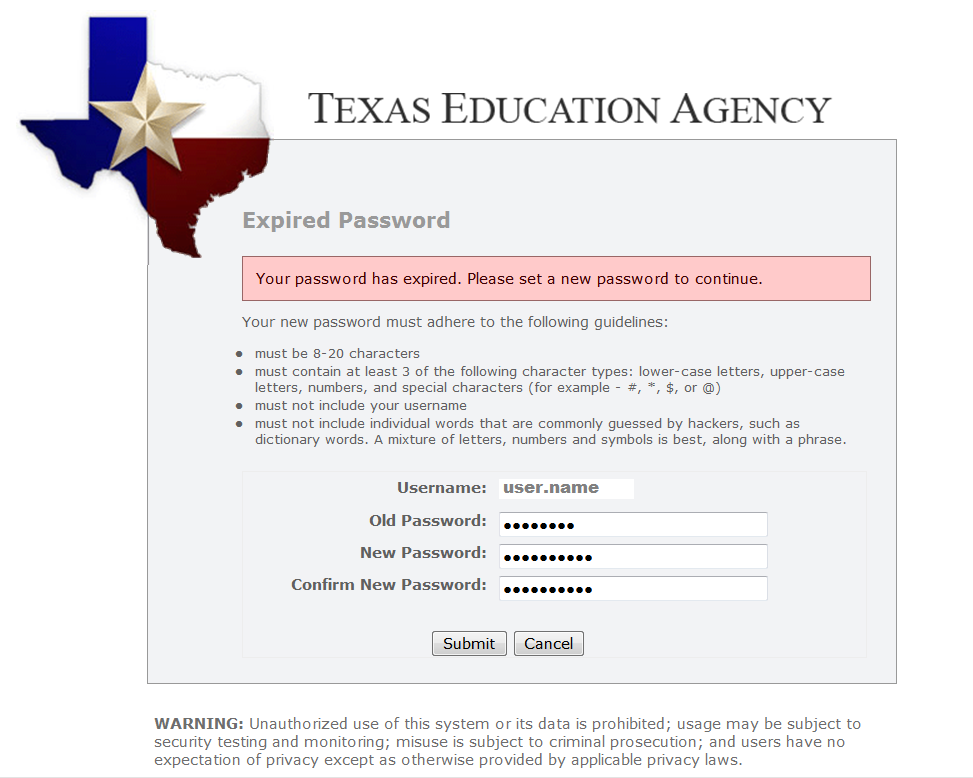 TEXAS EDUCATION AGENCY
Expired Password
Your password has expired. Please set a new password to continue.
Your new password must adhere to the following guidelines:
must be 8-20 characters
must contain at least 3 of the following character types: lower-case letters, upper-case
letters, numbers, and special characters (for example - #, *, $, or @)
must not include your username
must not include individual words that are commonly guessed by hackers, such as
dictionary words. A mixture of letters, numbers and symbols is best, along with a phrase.
Username: user.name
Old Password: ●●●●●●●●
New Password: ●●●●●●●●●●
Confirm New Password: ●●●●●●●●●●
Submit Cancel
WARNING: Unauthorized use of this system or its data is prohibited; usage may be subject to
security testing and monitoring; misuse is subject to criminal prosecution; and users have no
expectation of privacy except as otherwise provided by applicable privacy laws.